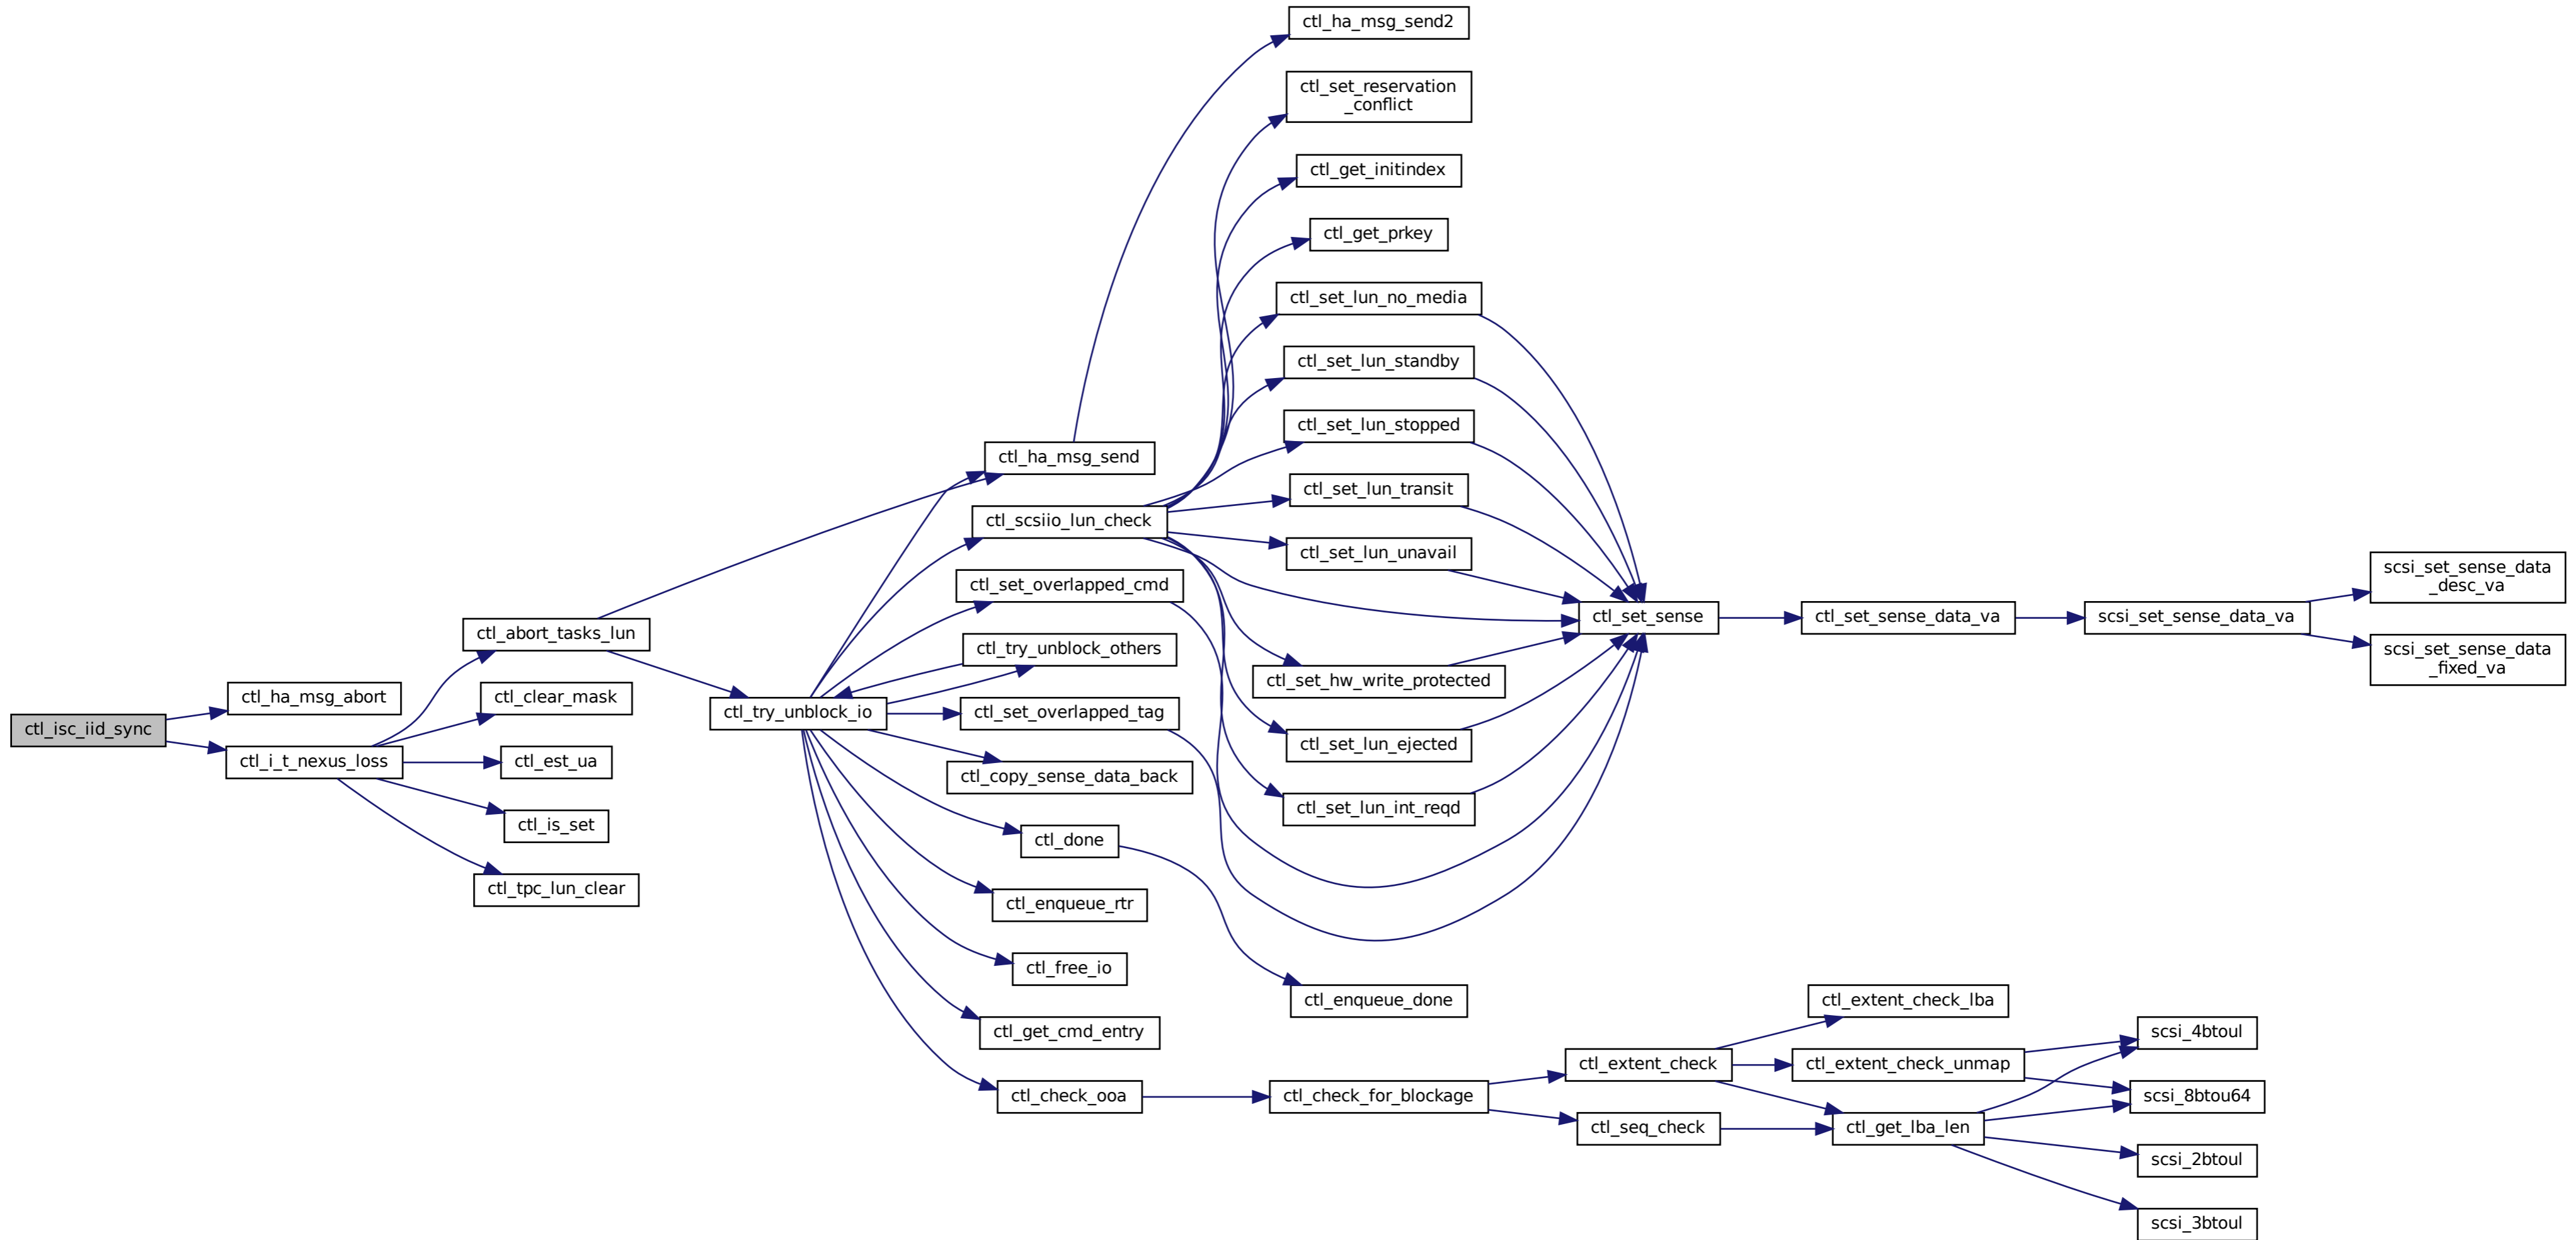 ctl_isc_iid_sync
ctl_ha_msg_abort
ctl_i_t_nexus_loss
ctl_abort_tasks_lun
ctl_clear_mask
ctl_est_ua
ctl_is_set
ctl_tpc_lun_clear
ctl_try_unblock_io
ctl_ha_msg_send
ctl_scsiio_lun_check
ctl_set_overlapped_cmd
ctl_try_unblock_others
ctl_set_overlapped_tag
ctl_copy_sense_data_back
ctl_done
ctl_enqueue_rtr
ctl_free_io
ctl_get_cmd_entry
ctl_check_ooa
ctl_ha_msg_send2
ctl_set_reservation
_conflict
ctl_get_initindex
ctl_get_prkey
ctl_set_lun_no_media
ctl_set_lun_standby
ctl_set_lun_stopped
ctl_set_lun_transit
ctl_set_lun_unavail
ctl_set_hw_write_protected
ctl_set_lun_ejected
ctl_set_lun_int_reqd
ctl_enqueue_done
ctl_check_for_blockage
ctl_set_sense
ctl_extent_check
ctl_seq_check
ctl_set_sense_data_va
ctl_extent_check_lba
ctl_extent_check_unmap
ctl_get_lba_len
scsi_set_sense_data_va
scsi_4btoul
scsi_8btou64
scsi_2btoul
scsi_3btoul
scsi_set_sense_data
_desc_va
scsi_set_sense_data
_fixed_va